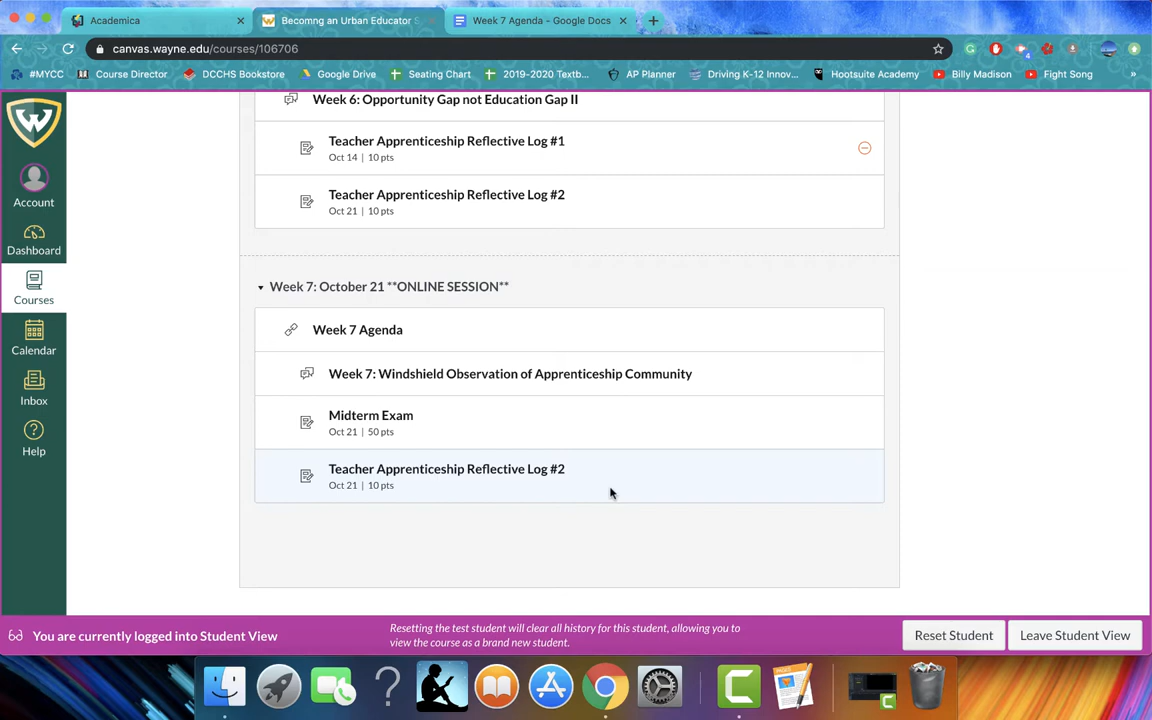 Academica
Becomng an Urban Educator S
Week 7 Agenda - Google Docs
canvas.wayne.edu/courses/106706
#MYCC
Course Director
DCCHS Bookstore
Google Drive
Seating Chart
2019-2020 Textb...
AP Planner
Driving K-12 Innov...
Hootsuite Academy
Billy Madison
Fight Song
»
W
Account
Dashboard
Courses
Calendar
Inbox
Help
Week 6: Opportunity Gap not Education Gap II
Teacher Apprenticeship Reflective Log #1
Oct 14 | 10 pts
Teacher Apprenticeship Reflective Log #2
Oct 21 | 10 pts
Week 7: October 21 **ONLINE SESSION**
Week 7 Agenda
Week 7: Windshield Observation of Apprenticeship Community
Midterm Exam
Oct 21 | 50 pts
Teacher Apprenticeship Reflective Log #2
Oct 21 | 10 pts
You are currently logged into Student View
Resetting the test student will clear all history for this student, allowing you to
view the course as a brand new student.
Reset Student
Leave Student View